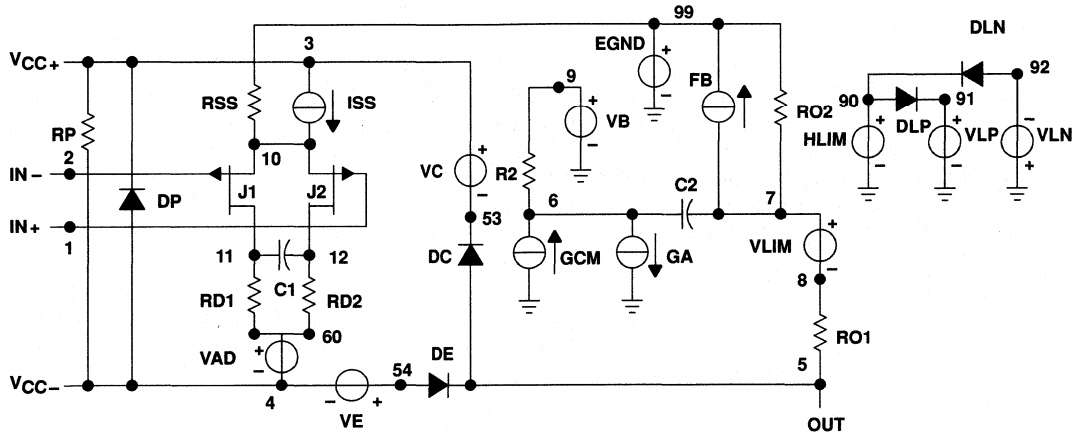 99
DLN
3
EGND
+
VCC+
9
FB
92
+
90
91
RSS
ISS
VB
RO2
+
DLP
+
−
RP
10
HLIM
VLP
VLN
2
+
IN −
J1
J2
VC
R2
C2
DP
6
7
53
IN +
1
11
12
DC
GCM
GA
VLIM
+
C1
8
RD1
RD2
60
VAD
+
−
54
DE
RO1
5
VCC−
4
−
+
VE
OUT